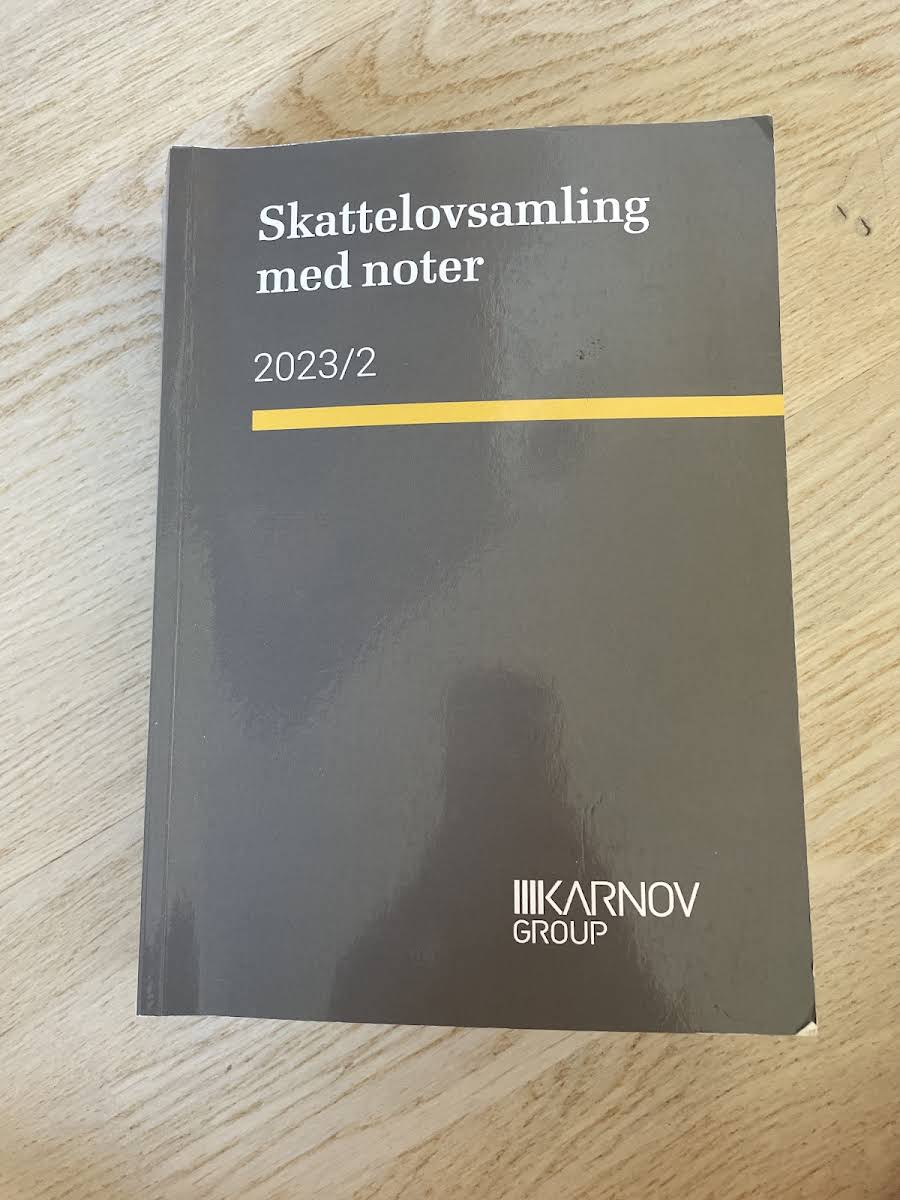 Skattelovsamling
med noter
2023/2
KARNOV
GROUP